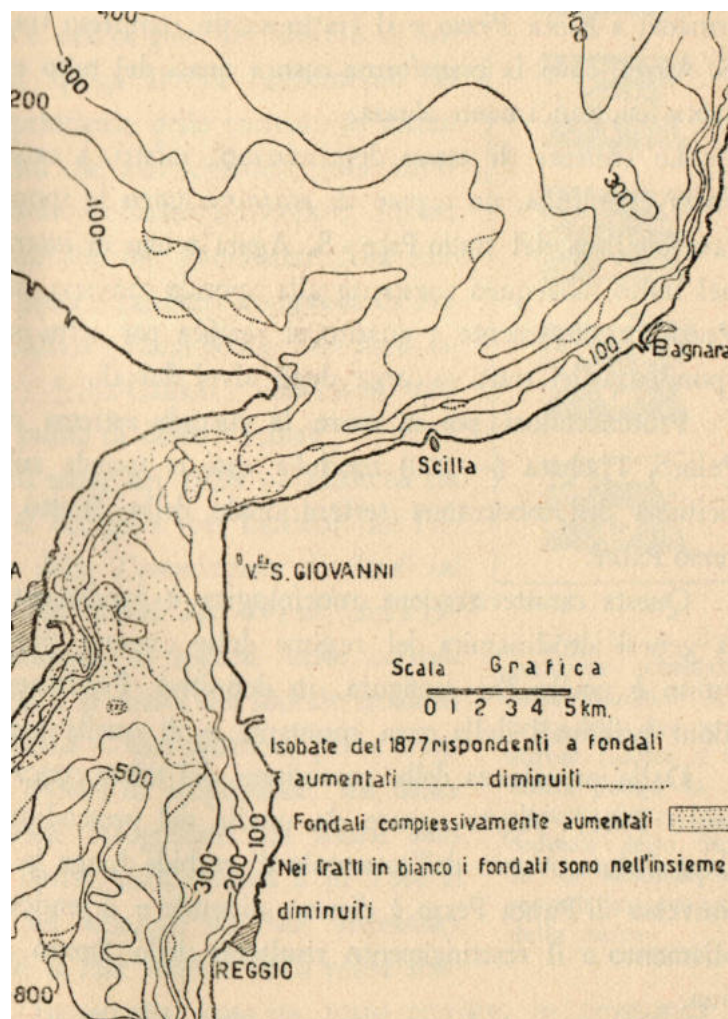 400
300
200
100
400
300
100
Bagnara
Scilla
A
V.ª S. GIOVANNI
Scala Grafica
0 1 2 3 4 5 km.
Isobate del 1877 rispondenti a fondali
aumentati ......... diminuiti .........
Fondali complessivamente aumentati
Nei tratti in bianco i fondali sono nell'insieme
diminuiti
500
300
200
100
REGGIO
800